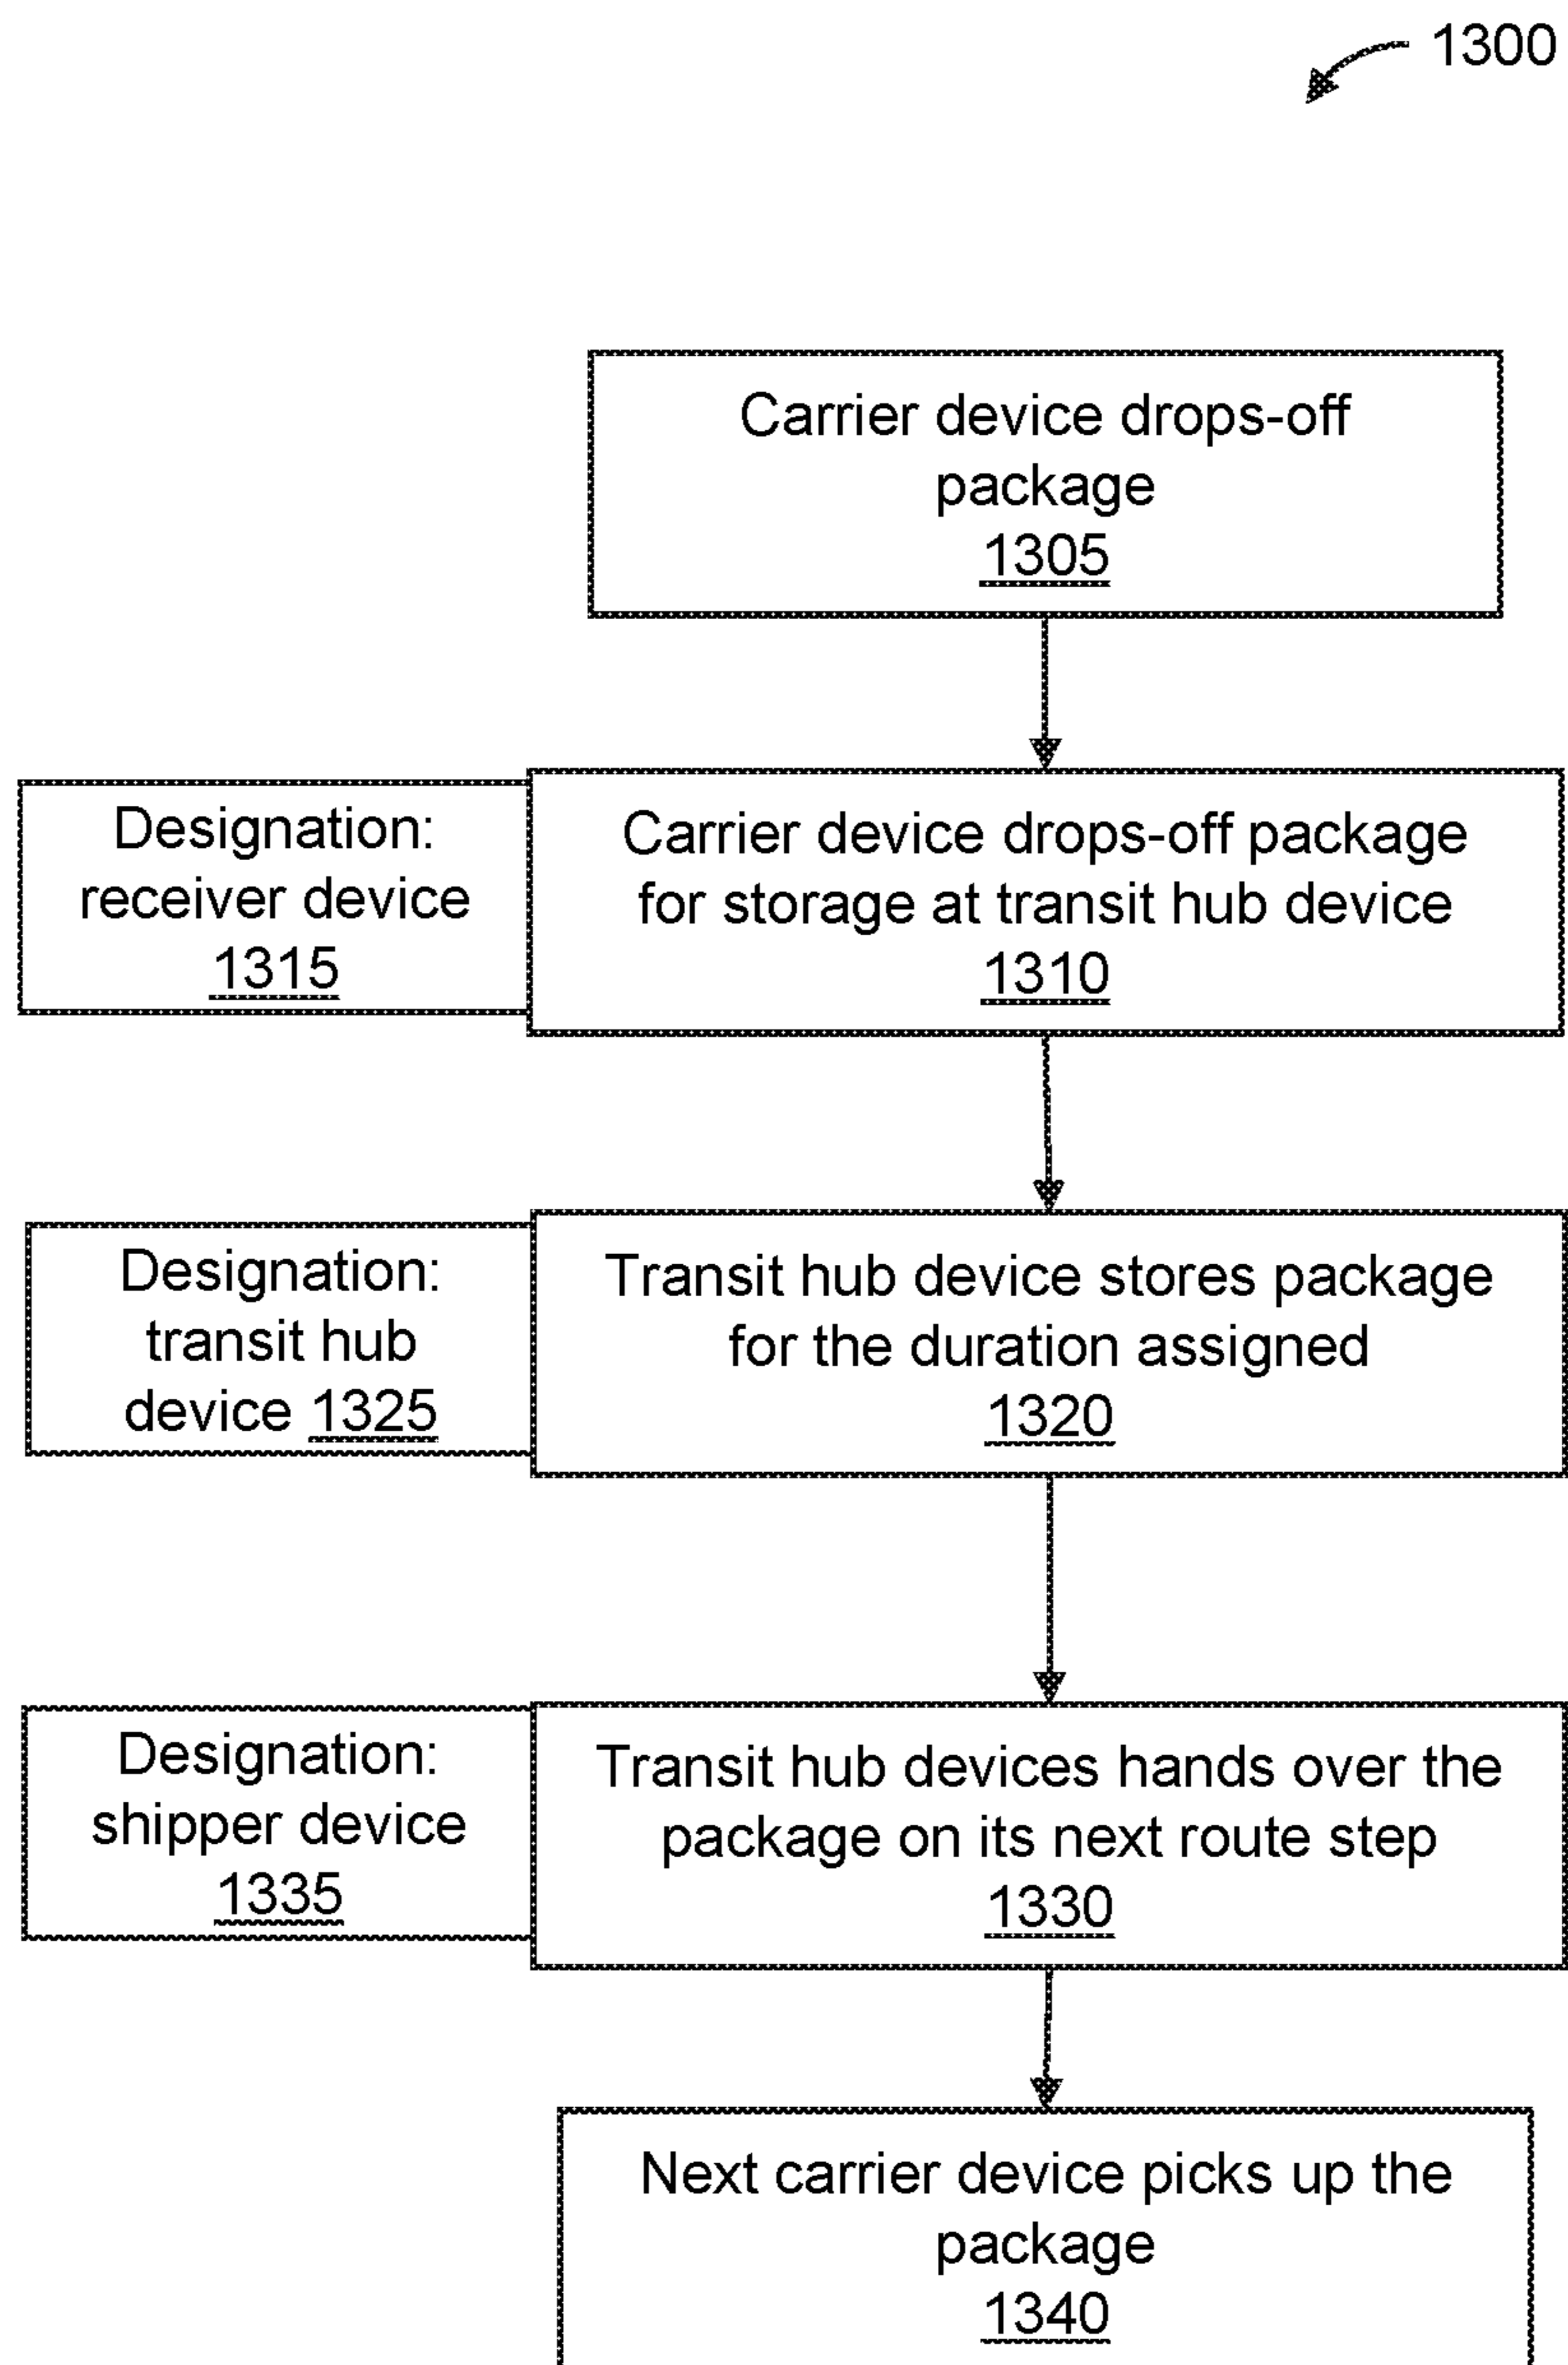 1300
Carrier device drops-off
package
1305
Designation:
receiver device
1315
Carrier device drops-off package
for storage at transit hub device
1310
Designation:
transit hub
device 1325
Transit hub device stores package
for the duration assigned
1320
Designation:
shipper device
1335
Transit hub devices hands over the
package on its next route step
1330
Next carrier device picks up the
package
1340